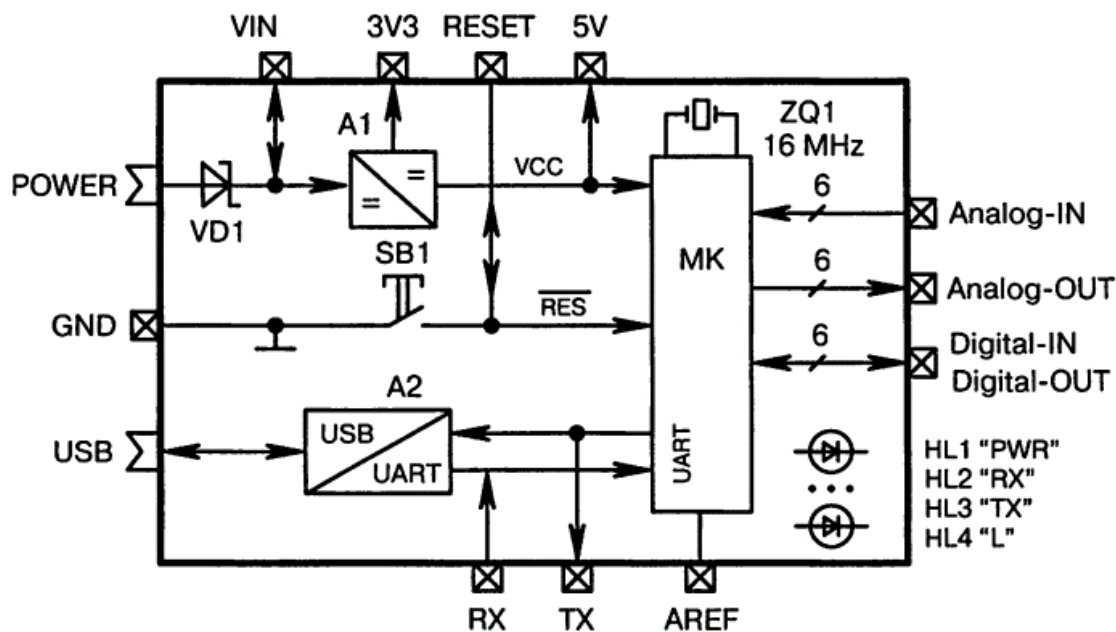 VIN 3V3 RESET 5V
A1
ZQ1
16 MHz
VCC
=
=
POWER
VD1
6
Analog-IN
SB1
MK
6
Analog-OUT
GND
RES
6
Digital-IN
Digital-OUT
A2
USB
USB
UART
UART
HL1 "PWR"
HL2 "RX"
HL3 "TX"
HL4 "L"
RX TX AREF